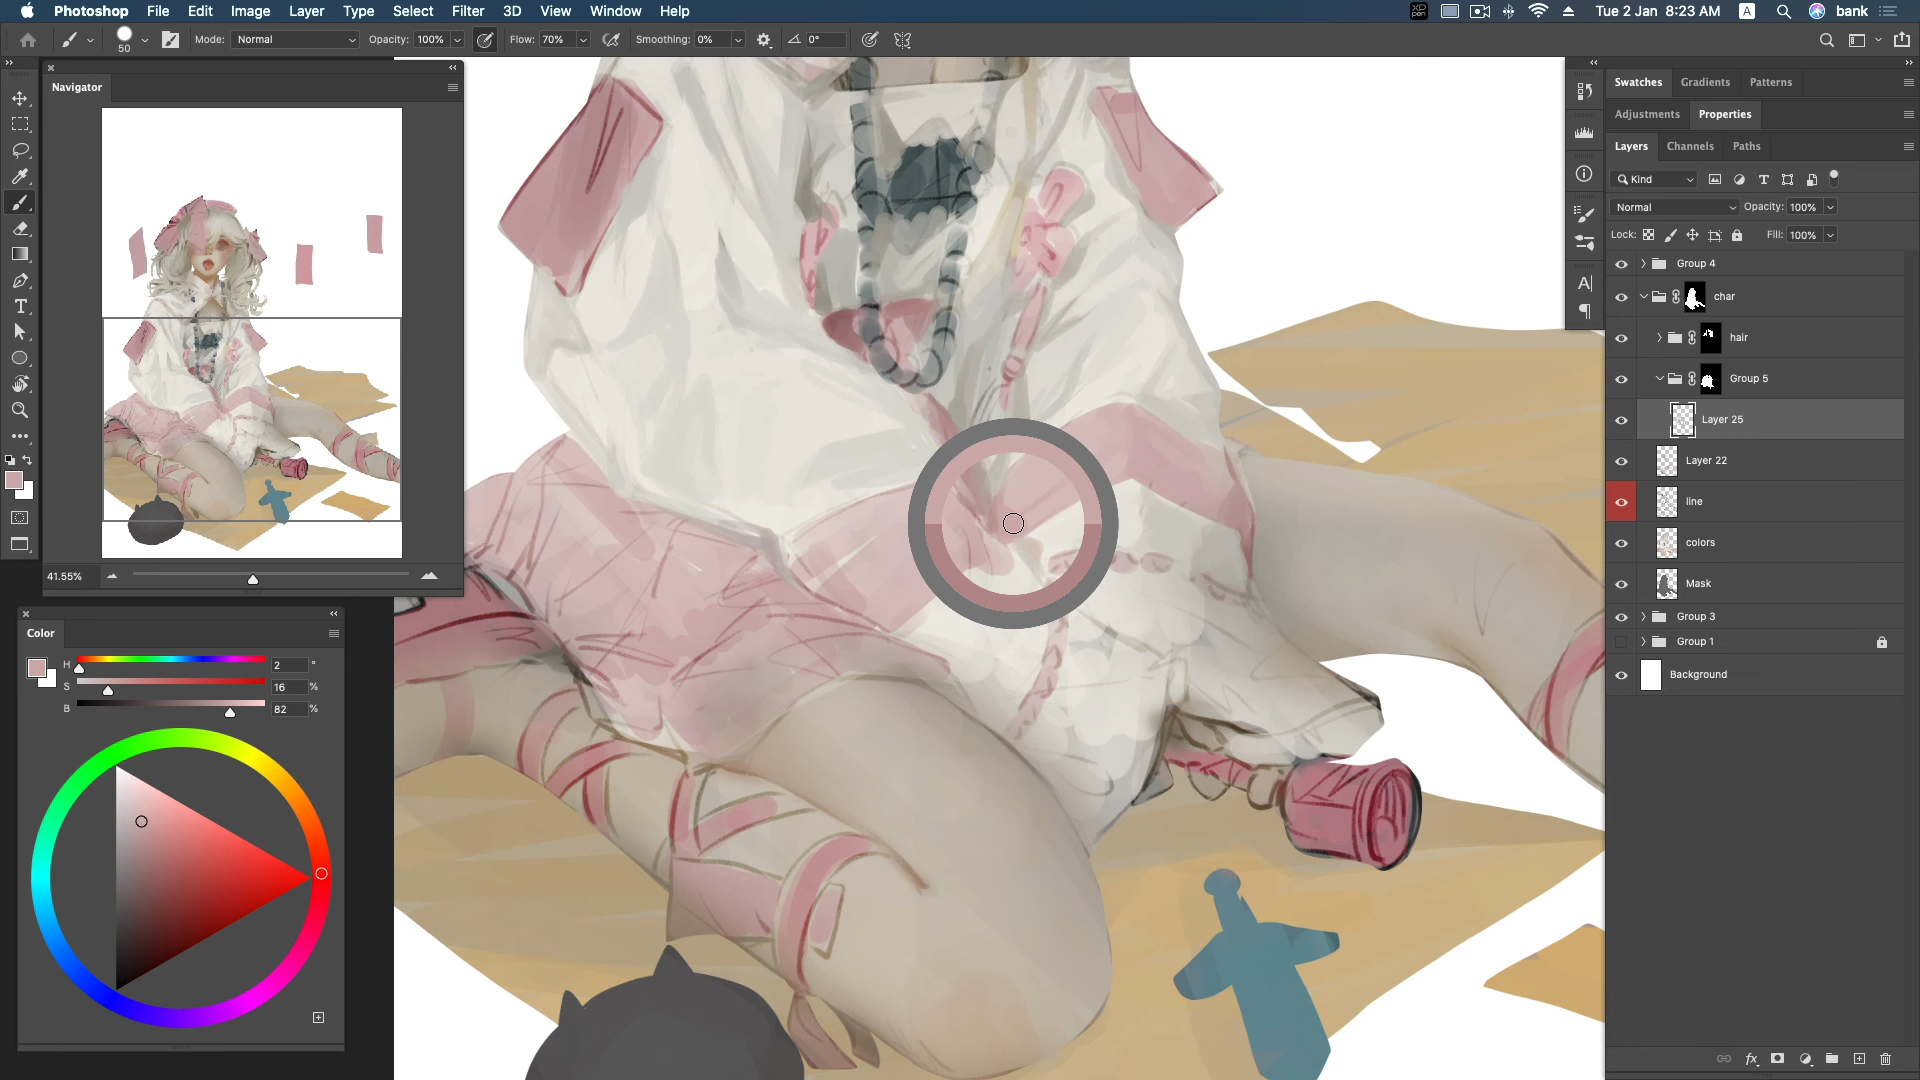 Photoshop File Edit Image Layer Type Select Filter 3D View Window Help
XP pen
Tue 2 Jan 8:23 AM A bank
50 Mode: Normal Opacity: 100% Flow: 70% Smoothing: 0% 0°
Navigator
41.55%
Color
H 2 °
S 16 %
B 82 %
Swatches Gradients Patterns
Adjustments Properties
Layers Channels Paths
Kind
Normal Opacity: 100%
Lock: Fill: 100%
Group 4
char
hair
Group 5
Layer 25
Layer 22
line
colors
Mask
Group 3
Group 1
Background